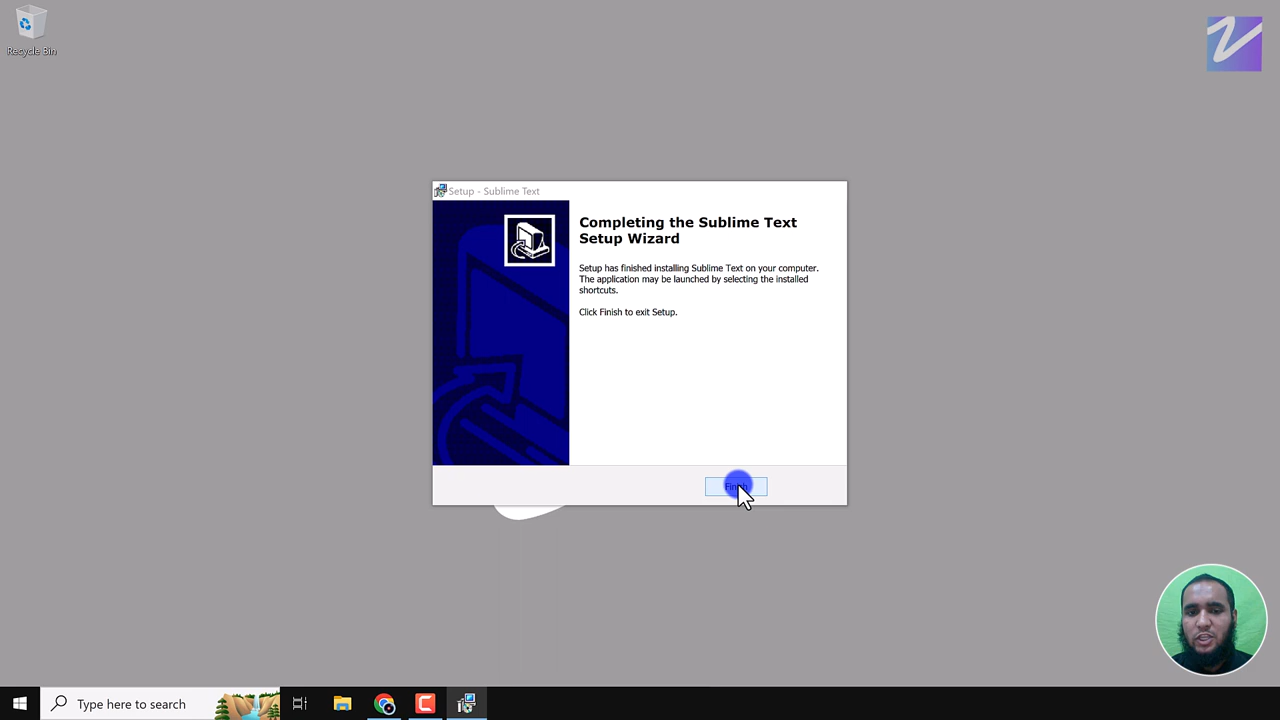 Recycle Bin
Setup - Sublime Text
Completing the Sublime Text
Setup Wizard
Setup has finished installing Sublime Text on your computer.
The application may be launched by selecting the installed
shortcuts.
Click Finish to exit Setup.
Finish
Type here to search